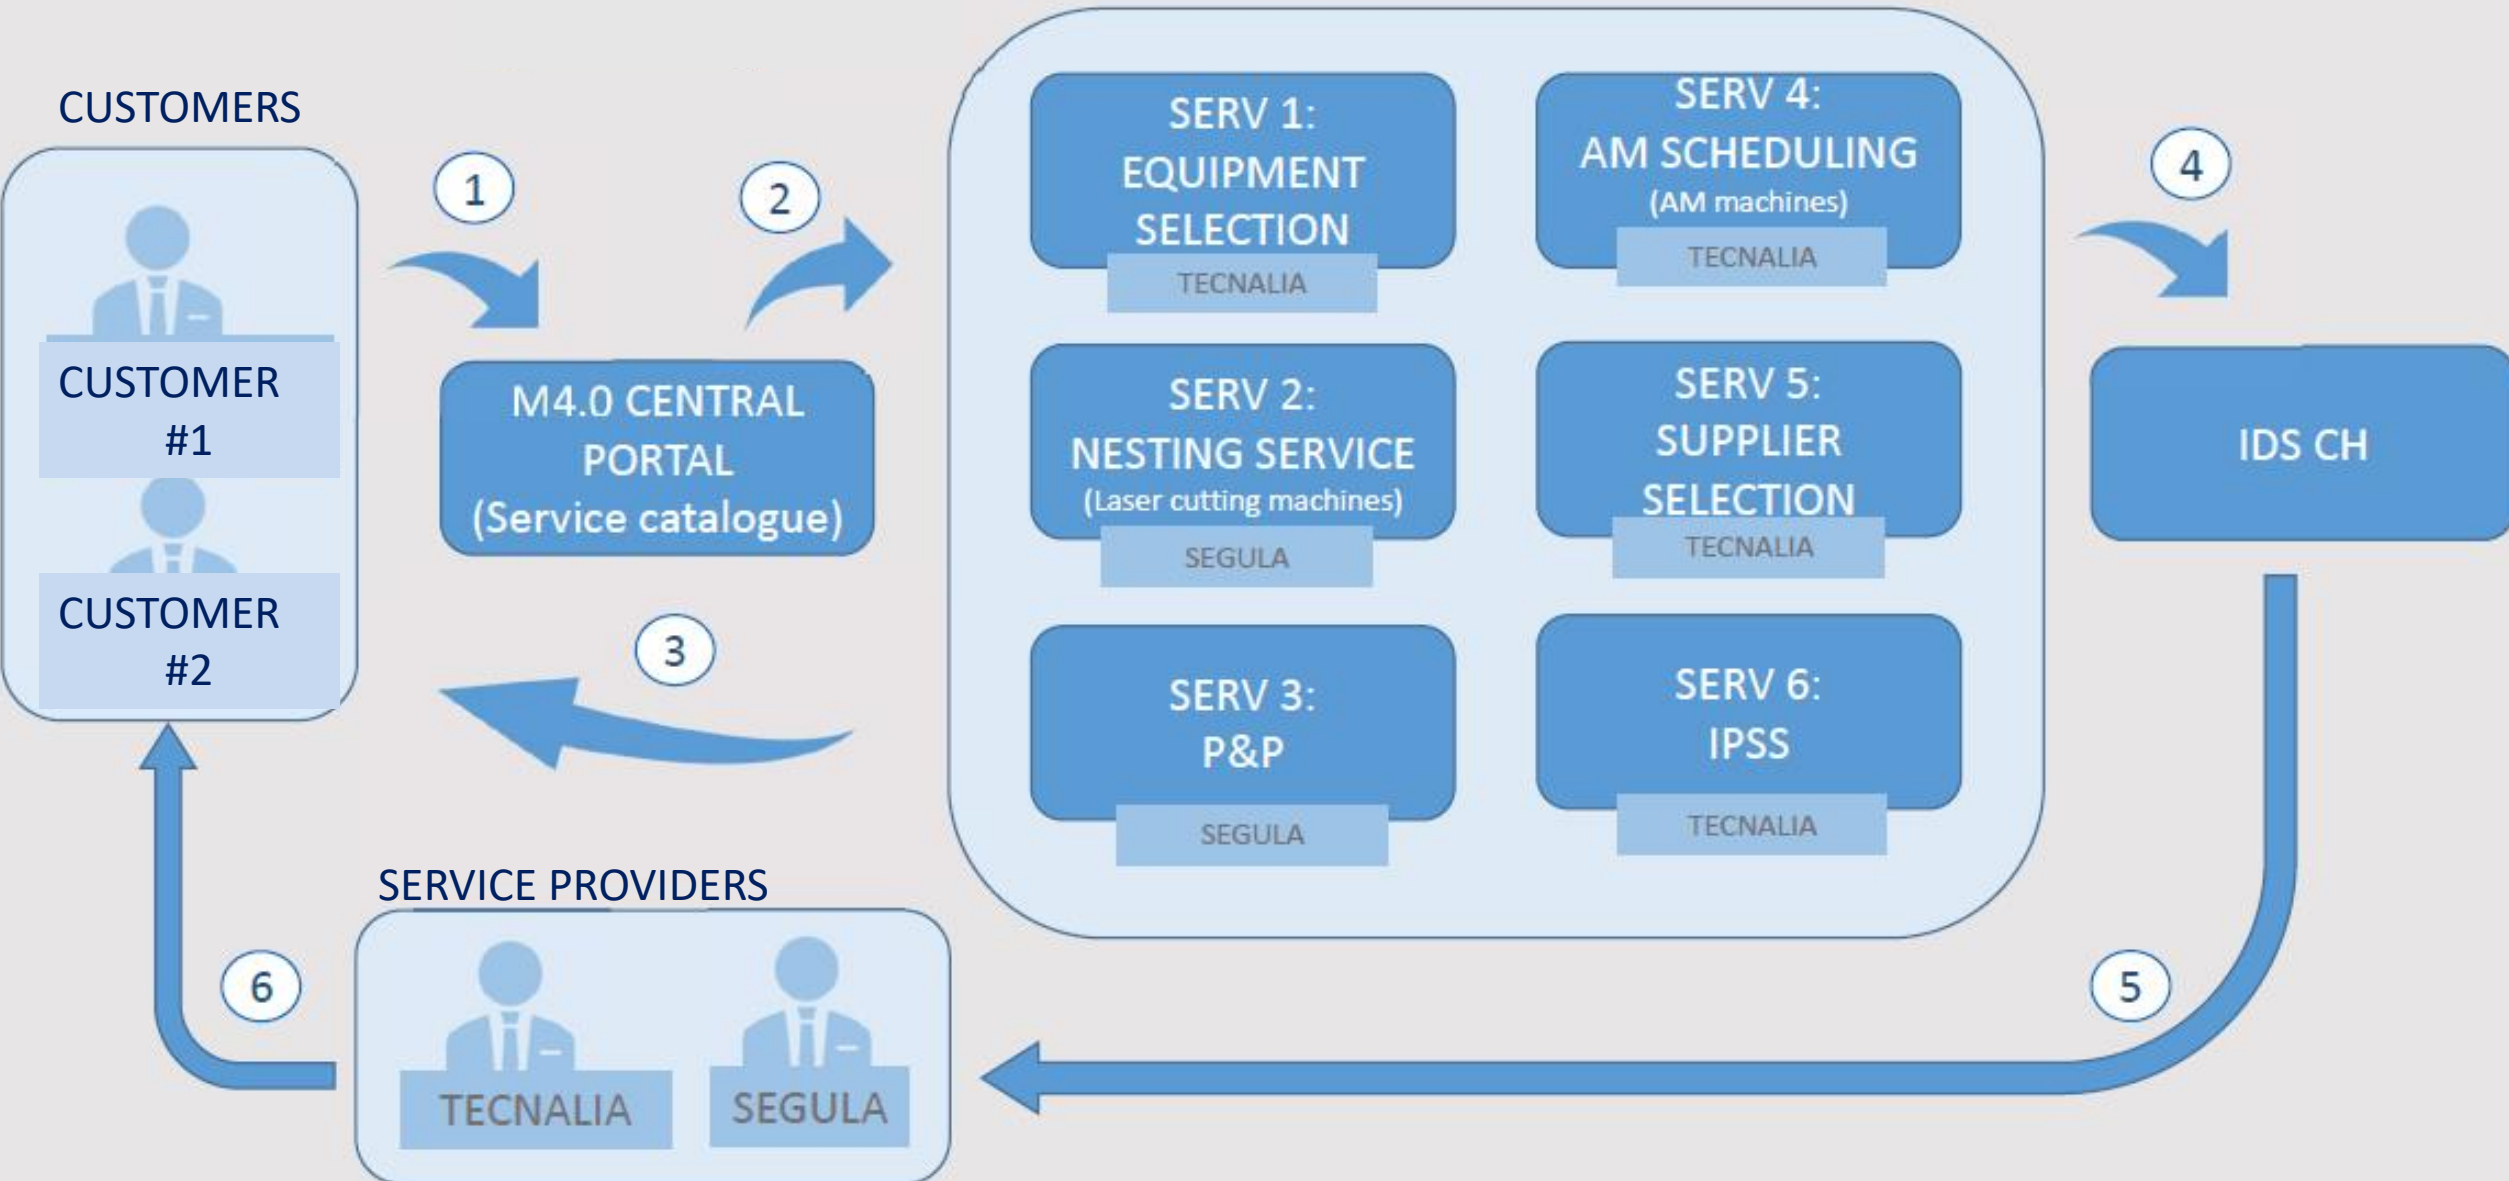 CUSTOMERS
CUSTOMER
#1
CUSTOMER
#2
1
M4.0 CENTRAL
PORTAL
(Service catalogue)
2
3
SERV 1:
EQUIPMENT
SELECTION
TECNALIA
SERV 2:
NESTING SERVICE
(Laser cutting machines)
SEGULA
SERV 3:
P&P
SEGULA
SERV 4:
AM SCHEDULING
(AM machines)
TECNALIA
SERV 5:
SUPPLIER
SELECTION
TECNALIA
SERV 6:
IPSS
TECNALIA
4
IDS CH
5
SERVICE PROVIDERS
TECNALIA
SEGULA
6